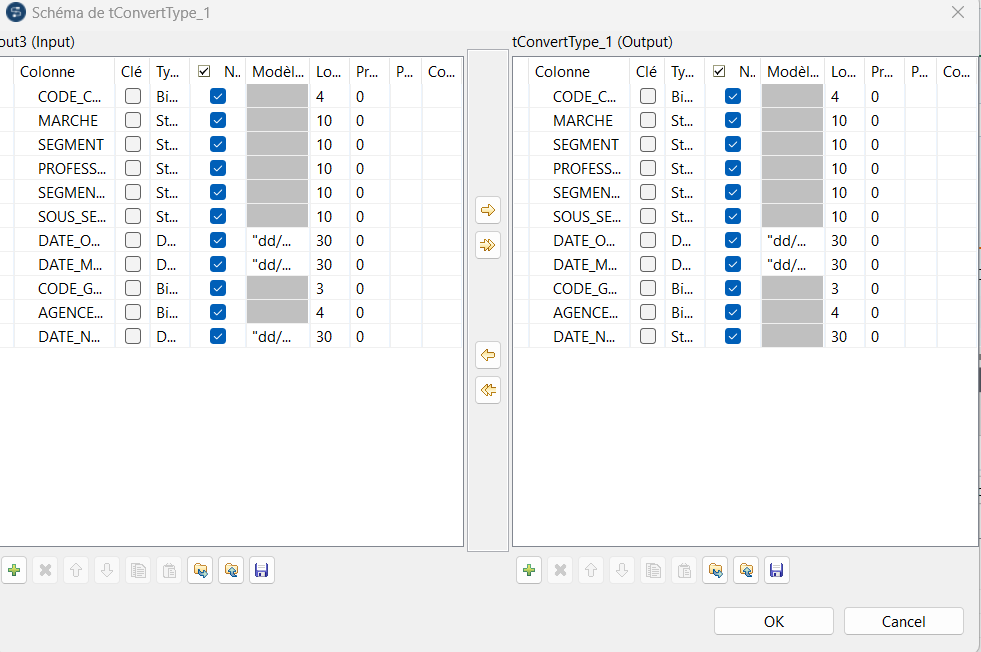 Schéma de tConvertType_1
out3 (Input)
Colonne Clé Ty... N.. Modèl... Lo... Pr... P... Co...
CODE_C... Bi... 4 0
MARCHE St... 10 0
SEGMENT St... 10 0
PROFESS... St... 10 0
SEGMEN... St... 10 0
SOUS_SE... St... 10 0
DATE_O... D... "dd/... 30 0
DATE_M... D... "dd/... 30 0
CODE_G... Bi... 3 0
AGENCE... Bi... 4 0
DATE_N... D... "dd/... 30 0
tConvertType_1 (Output)
Colonne Clé Ty... N.. Modèl... Lo... Pr... P... Co...
CODE_C... Bi... 4 0
MARCHE St... 10 0
SEGMENT St... 10 0
PROFESS... St... 10 0
SEGMEN... St... 10 0
SOUS_SE... St... 10 0
DATE_O... D... "dd/... 30 0
DATE_M... D... "dd/... 30 0
CODE_G... Bi... 3 0
AGENCE... Bi... 4 0
DATE_N... St... 30 0
OK
Cancel